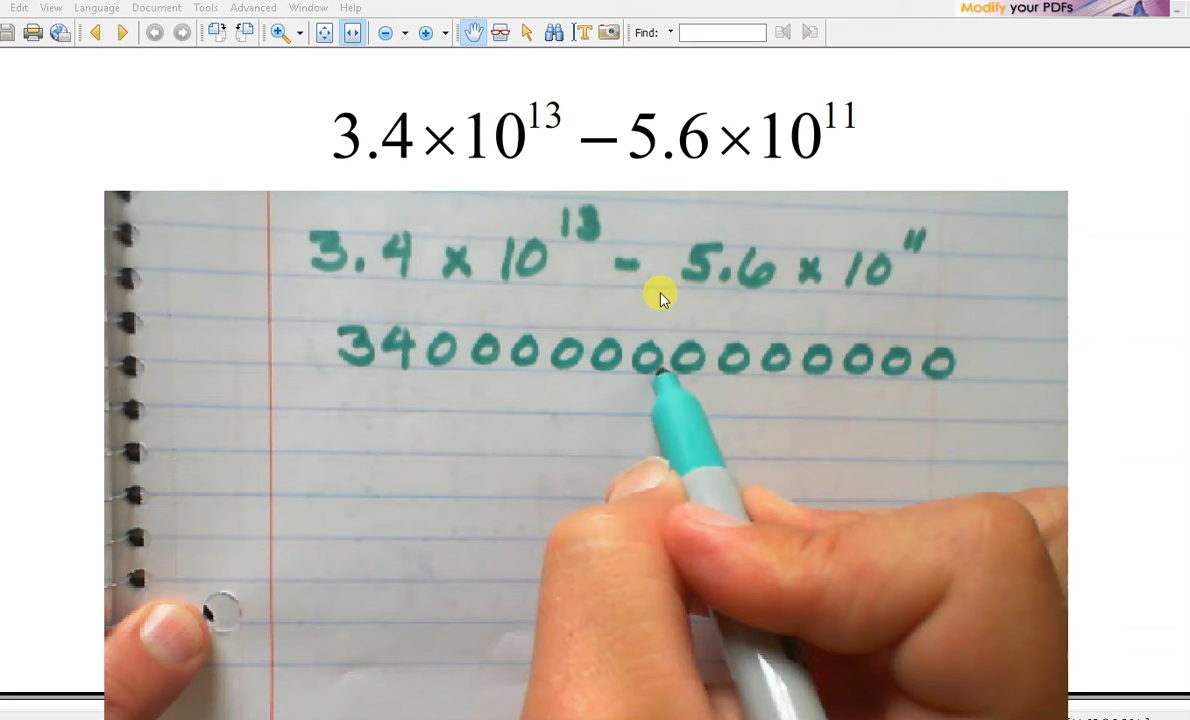 Edit View Language Document Tools Advanced Window Help
Modify your PDFs
Find:
3.4×10¹³ − 5.6×10¹¹
3.4 x 10¹³ - 5.6 x 10¹¹
340000000000000